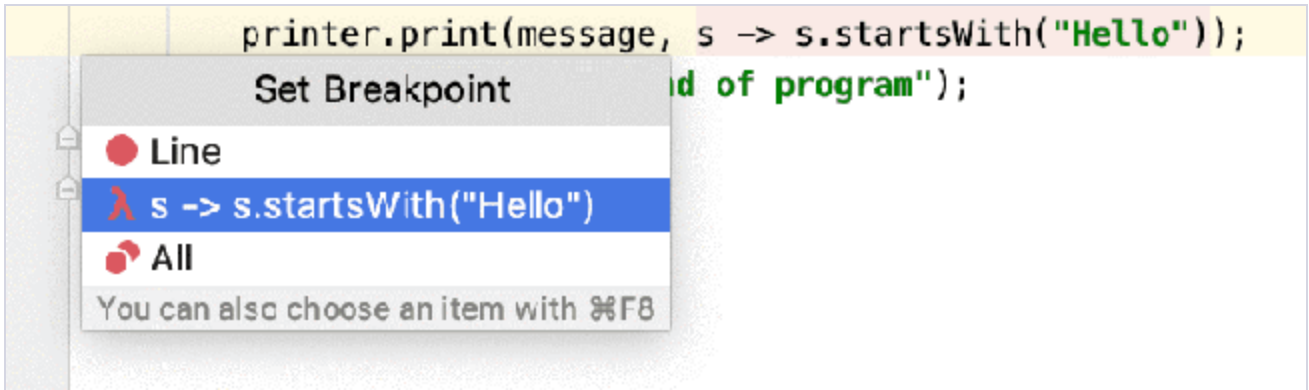 printer.print(message, s -> s.startsWith("Hello"));
Set Breakpoint
d of program");
Line
λ s -> s.startsWith("Hello")
All
You can also choose an item with ⌘F8